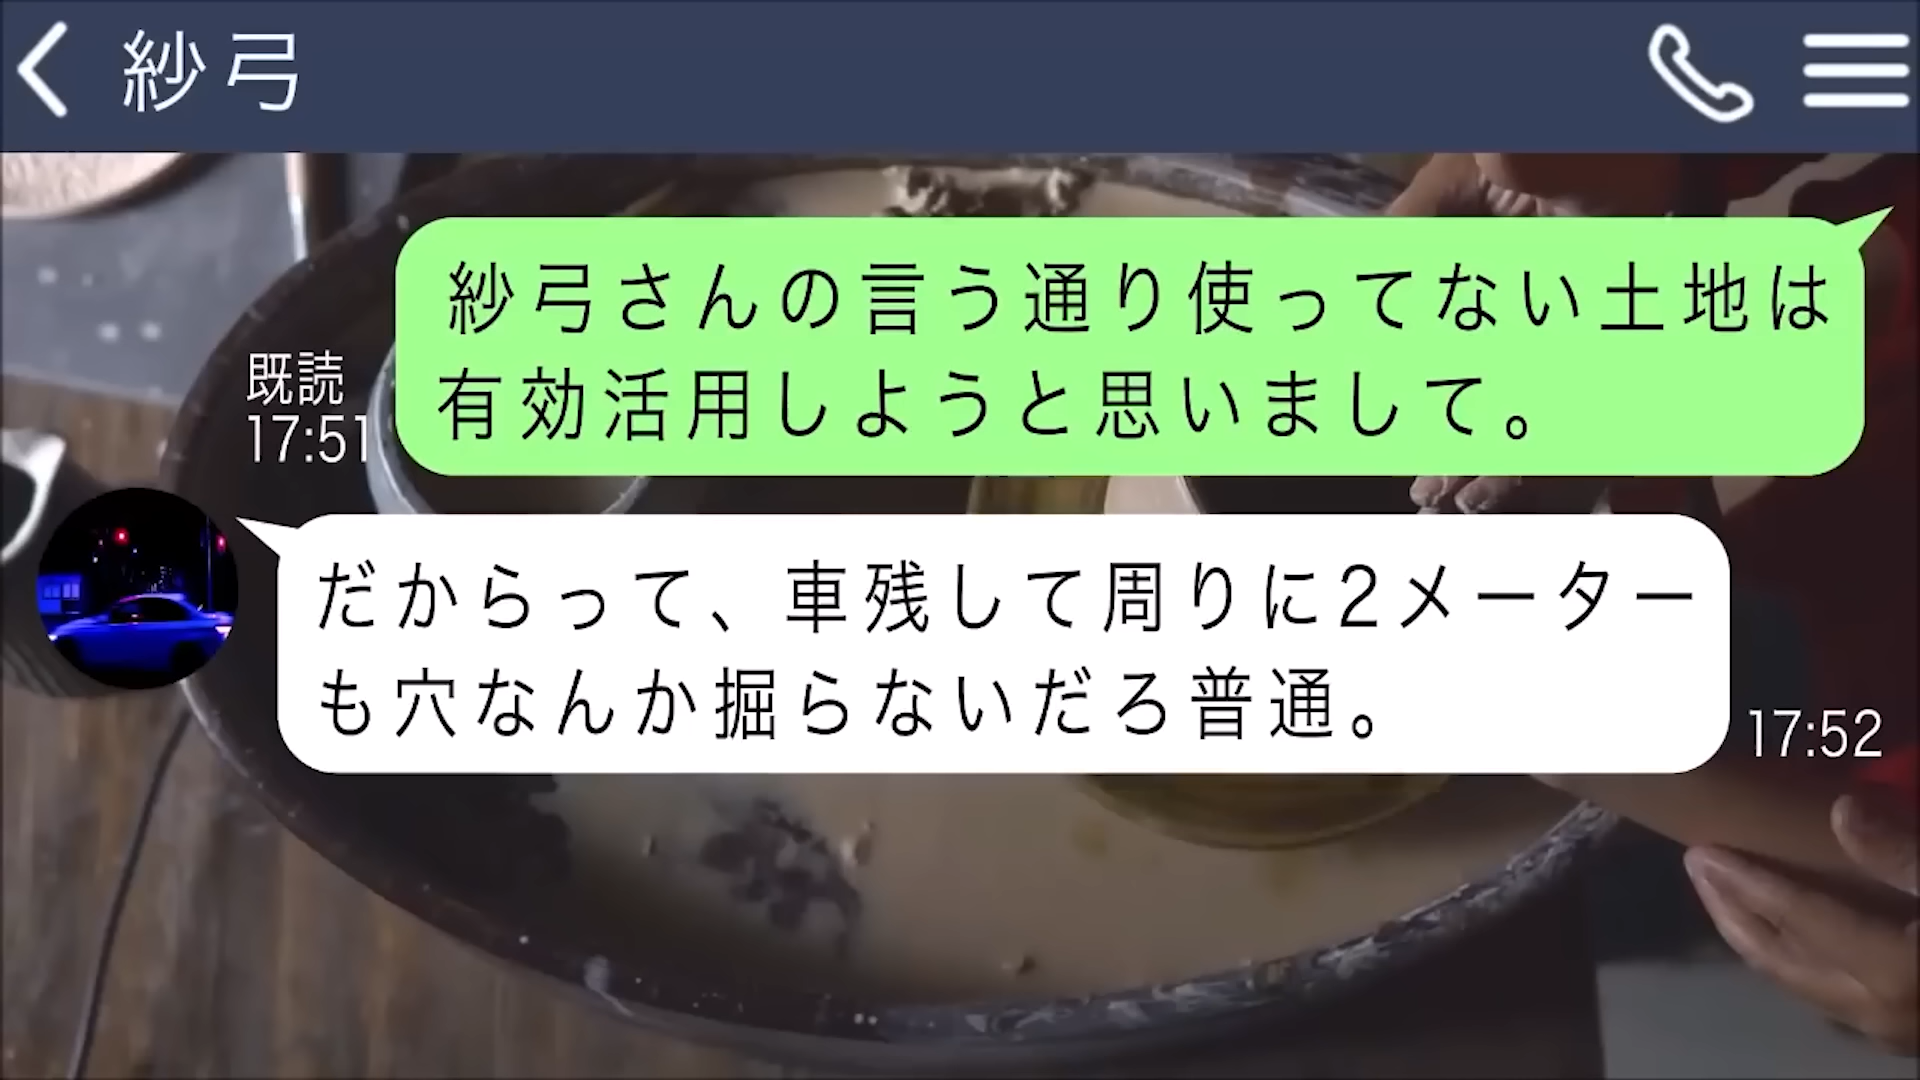 紗弓
紗弓さんの言う通り使ってない土地は
有効活用しようと思いまして。
既読
17:51
だからって、車残して周りに2メーター
も穴なんか掘らないだろ普通。
17:52